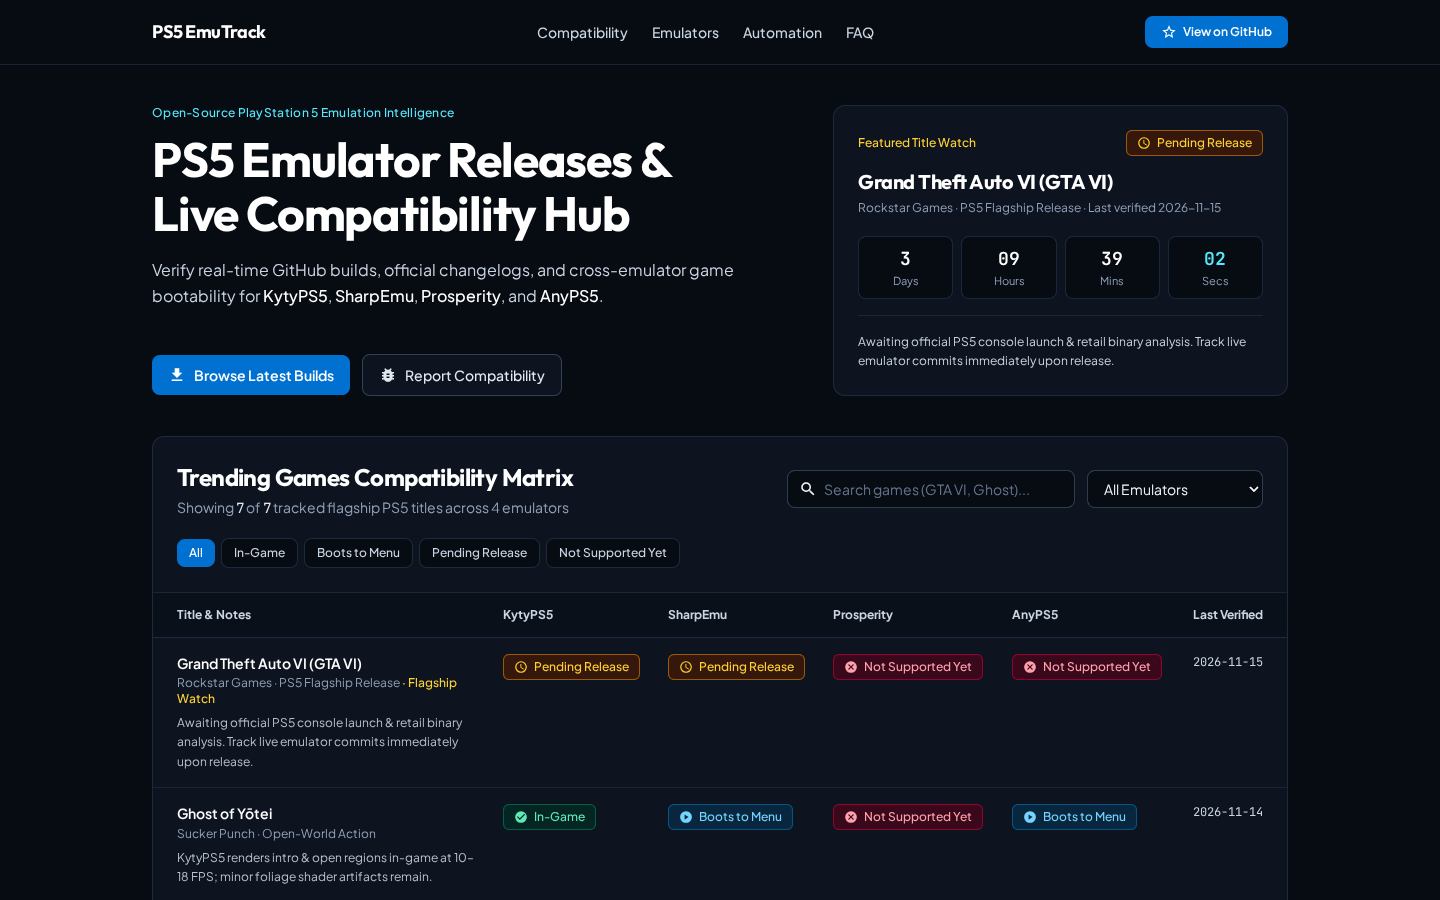 PS5 EmuTrack
Compatibility
Emulators
Automation
FAQ
View on GitHub
Open-Source PlayStation 5 Emulation Intelligence
PS5 Emulator Releases &
Live Compatibility Hub
Verify real-time GitHub builds, official changelogs, and cross-emulator game
bootability for KytyPS5, SharpEmu, Prosperity, and AnyPS5.
Browse Latest Builds
Report Compatibility
Featured Title Watch
Pending Release
Grand Theft Auto VI (GTA VI)
Rockstar Games · PS5 Flagship Release · Last verified 2026-11-15
3
Days
09
Hours
39
Mins
02
Secs
Awaiting official PS5 console launch & retail binary analysis. Track live
emulator commits immediately upon release.
Trending Games Compatibility Matrix
Showing 7 of 7 tracked flagship PS5 titles across 4 emulators
Search games (GTA VI, Ghost)...
All Emulators
All
In-Game
Boots to Menu
Pending Release
Not Supported Yet
Title & Notes
KytyPS5
SharpEmu
Prosperity
AnyPS5
Last Verified
Grand Theft Auto VI (GTA VI)
Rockstar Games · PS5 Flagship Release · Flagship
Watch
Awaiting official PS5 console launch & retail binary
analysis. Track live emulator commits immediately
upon release.
Pending Release
Pending Release
Not Supported Yet
Not Supported Yet
2026-11-15
Ghost of Yōtei
Sucker Punch · Open-World Action
KytyPS5 renders intro & open regions in-game at 10–
18 FPS; minor foliage shader artifacts remain.
In-Game
Boots to Menu
Not Supported Yet
Boots to Menu
2026-11-14